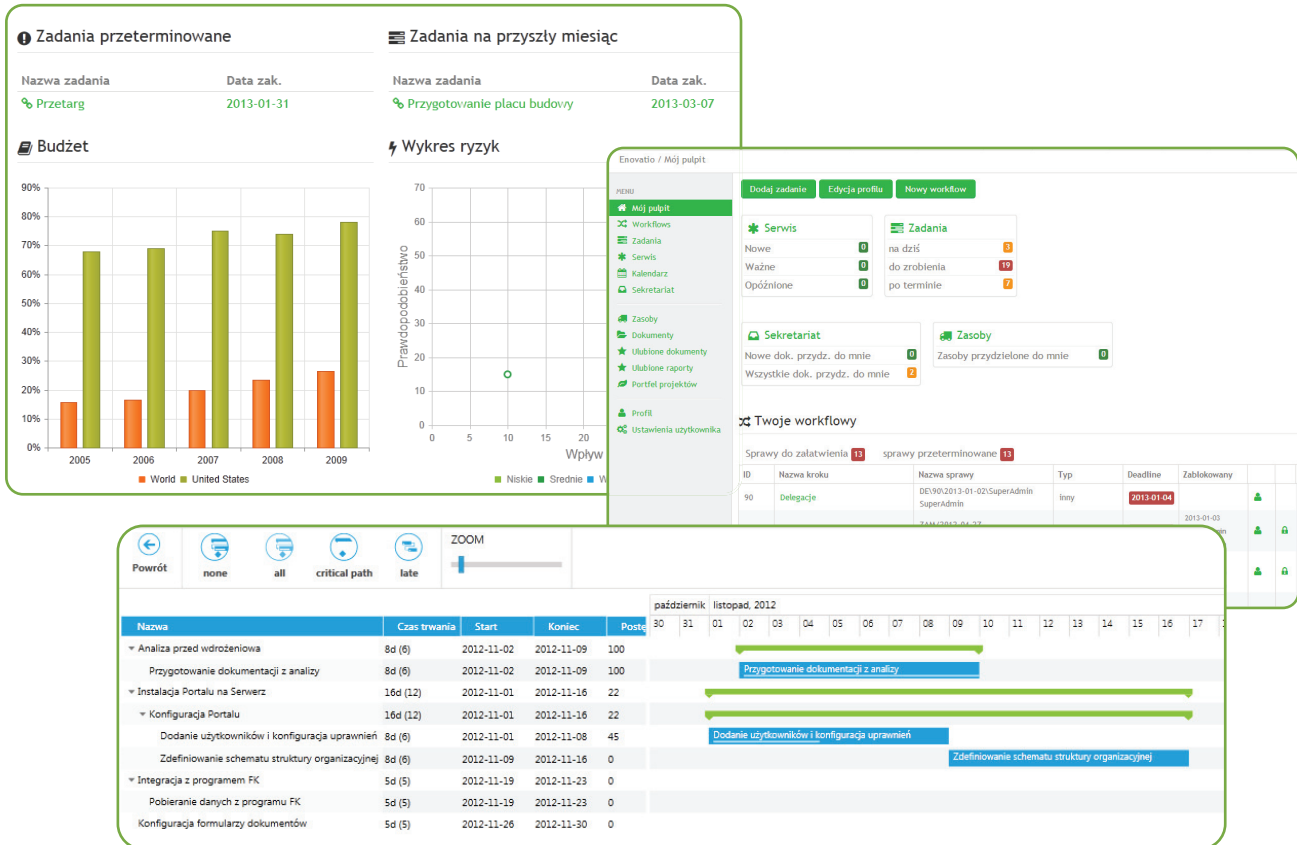 Zadania przeterminowane
Nazwa zadania Data zak.
Przetarg 2013-01-31
Zadania na przyszły miesiąc
Nazwa zadania Data zak.
Przygotowanie placu budowy 2013-03-07
Budżet
90%
80%
70%
60%
50%
40%
30%
20%
10%
0%
2005 2006 2007 2008 2009
World United States
Wykres ryzyk
Prawdopodobieństwo
70
60
50
40
30
20
10
0
0 5 10 15 20
Wpływ
Niskie Srednie W
Enovatio / Mój pulpit
MENU
Mój pulpit
Workflows
Zadania
Serwis
Kalendarz
Sekretariat
Zasoby
Dokumenty
Ulubione dokumenty
Ulubione raporty
Portfel projektów
Profil
Ustawienia użytkownika
Dodaj zadanie Edycja profilu Nowy workflow
Serwis
Nowe 0
Ważne 0
Opóźnione 0
Zadania
na dziś 3
do zrobienia 19
po terminie 7
Sekretariat
Nowe dok. przydz. do mnie 0
Wszystkie dok. przydz. do mnie 2
Zasoby
Zasoby przydzielone do mnie 0
Twoje workflowy
Sprawy do załatwienia 13 sprawy przeterminowane 13
ID Nazwa kroku Nazwa sprawy Typ Deadline Zablokowany
90 Delegacje DE\90\2013-01-02\SuperAdmin inny 2013-01-04
SuperAdmin
2013-01-03
Powrót none all critical path late
ZOOM
październik listopad, 2012
Nazwa Czas trwania Start Koniec Postę 30 31 01 02 03 04 05 06 07 08 09 10 11 12 13 14 15 16 17
Analiza przed wdrożeniowa 8d (6) 2012-11-02 2012-11-09 100
Przygotowanie dokumentacji z analizy 8d (6) 2012-11-02 2012-11-09 100 Przygotowanie dokumentacji z analizy
Instalacja Portalu na Serwerz 16d (12) 2012-11-01 2012-11-16 22
Konfiguracja Portalu 16d (12) 2012-11-01 2012-11-16 22
Dodanie użytkowników i konfiguracja uprawnień 8d (6) 2012-11-01 2012-11-08 45 Dodanie użytkowników i konfiguracja uprawnień
Zdefiniowanie schematu struktury organizacyjnej 8d (6) 2012-11-09 2012-11-16 0 Zdefiniowanie schematu struktury organizacyjnej
Integracja z programem FK 5d (5) 2012-11-19 2012-11-23 0
Pobieranie danych z programu FK 5d (5) 2012-11-19 2012-11-23 0
Konfiguracja formularzy dokumentów 5d (5) 2012-11-26 2012-11-30 0